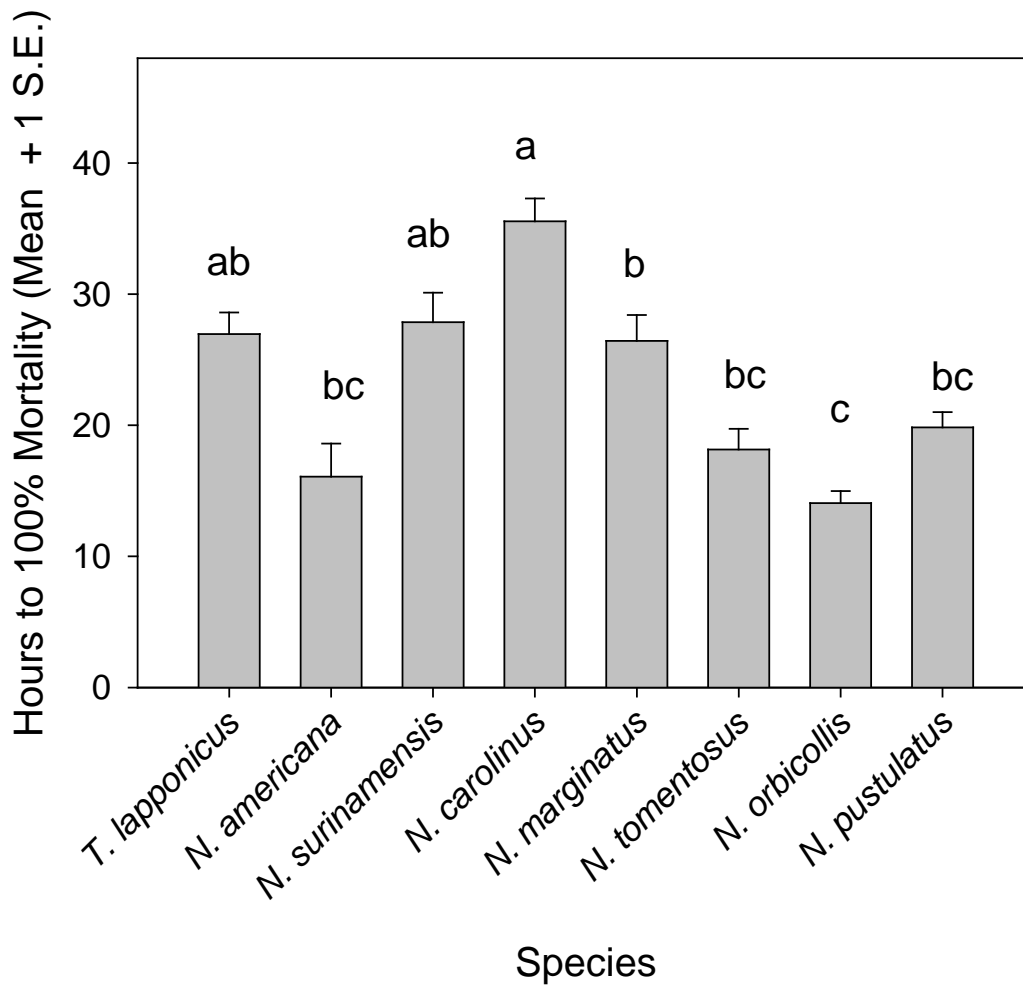 Hours to 100% Mortality (Mean + 1 S.E.)
40
30
20
10
0
ab
bc
ab
a
b
bc
c
bc
T. lapponicus
N. americana
N. surinamensis
N. carolinus
N. marginatus
N. tomentosus
N. orbicollis
N. pustulatus
Species